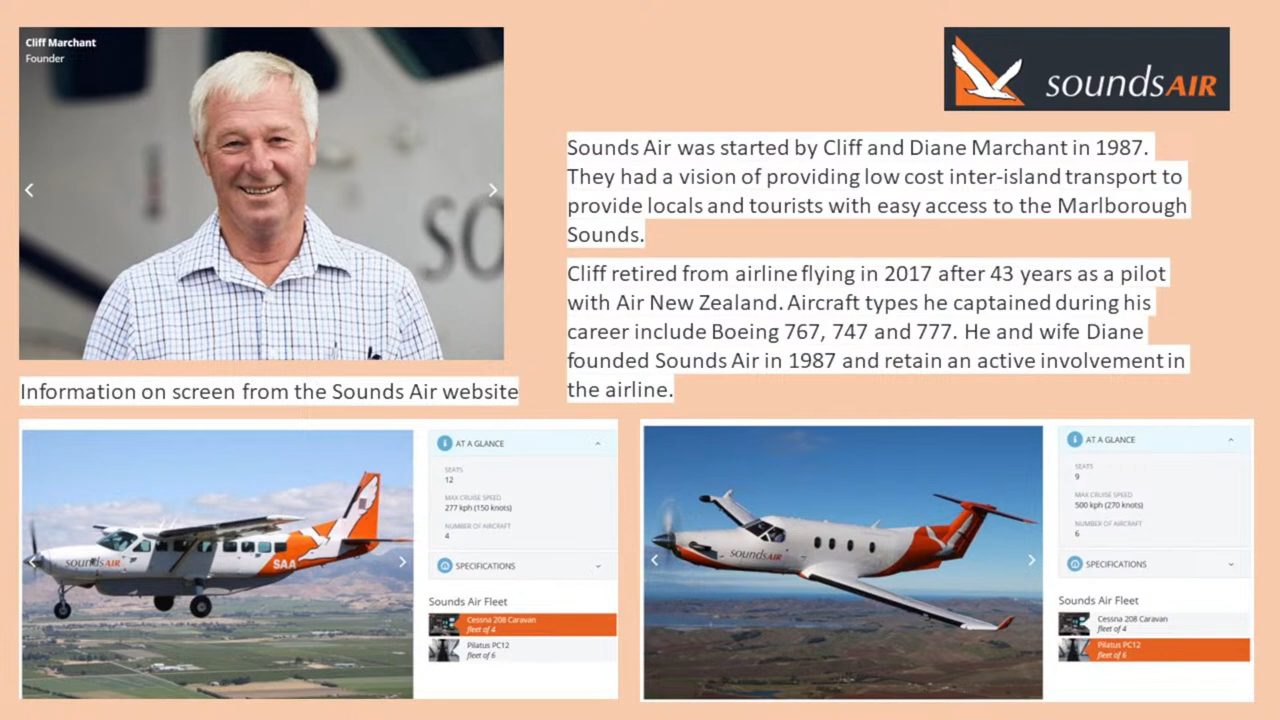 Cliff Marchant
Founder
SO
soundsAIR
Sounds Air was started by Cliff and Diane Marchant in 1987.
They had a vision of providing low cost inter-island transport to
provide locals and tourists with easy access to the Marlborough
Sounds.
Cliff retired from airline flying in 2017 after 43 years as a pilot
with Air New Zealand. Aircraft types he captained during his
career include Boeing 767, 747 and 777. He and wife Diane
founded Sounds Air in 1987 and retain an active involvement in
the airline.
Information on screen from the Sounds Air website
soundsAIR
SAA
AT A GLANCE
SEATS
12
MAX CRUISE SPEED
277 kph (150 knots)
NUMBER OF AIRCRAFT
4
SPECIFICATIONS
Sounds Air Fleet
Cessna 208 Caravan
fleet of 4
Pilatus PC12
fleet of 6
soundsAIR
AT A GLANCE
SEATS
9
MAX CRUISE SPEED
500 kph (270 knots)
NUMBER OF AIRCRAFT
6
SPECIFICATIONS
Sounds Air Fleet
Cessna 208 Caravan
fleet of 4
Pilatus PC12
fleet of 6